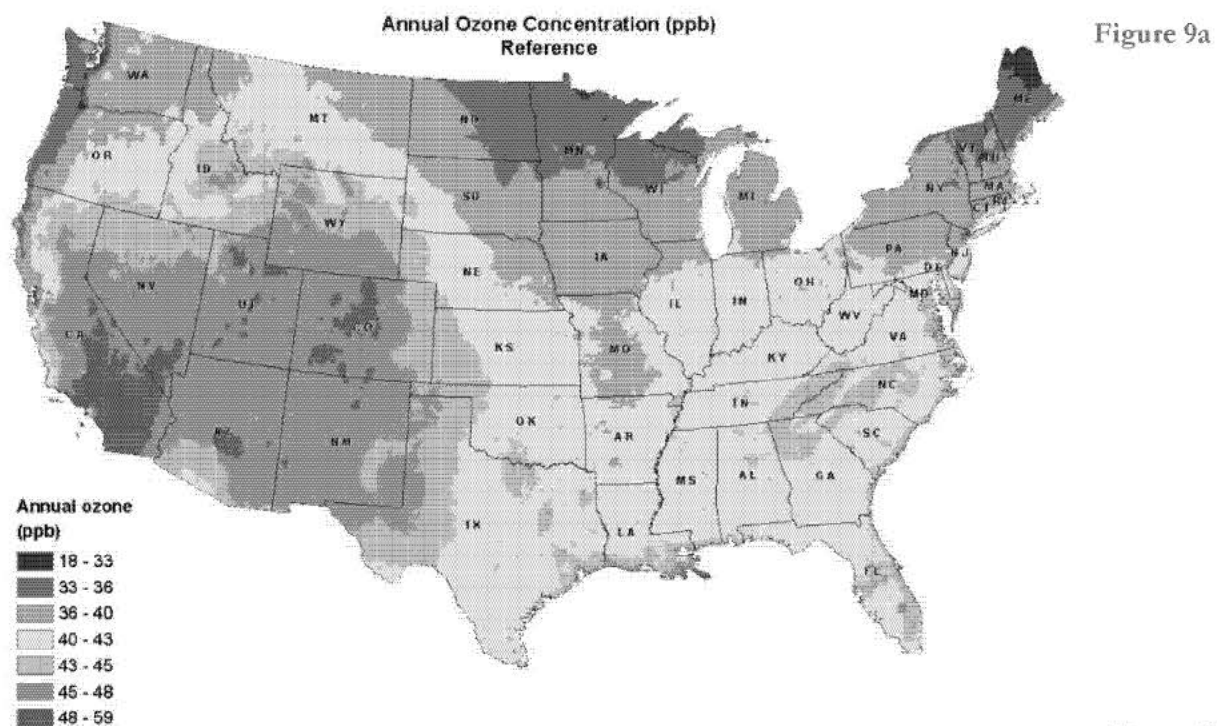 Annual Ozone Concentration (ppb)
Reference
Figure 9a
WA
MT
ND
MN
ME
OR
ID
SD
WI
MI
VT
NH
NY
MA
CT
RI
WY
NE
IA
PA
NJ
NV
UT
CO
IL
IN
OH
DE
MD
WV
VA
CA
KS
MO
KY
NC
AZ
NM
OK
AR
TN
SC
TX
LA
MS
AL
GA
FL
Annual ozone
(ppb)
18 - 33
33 - 36
36 - 40
40 - 43
43 - 45
45 - 48
48 - 59